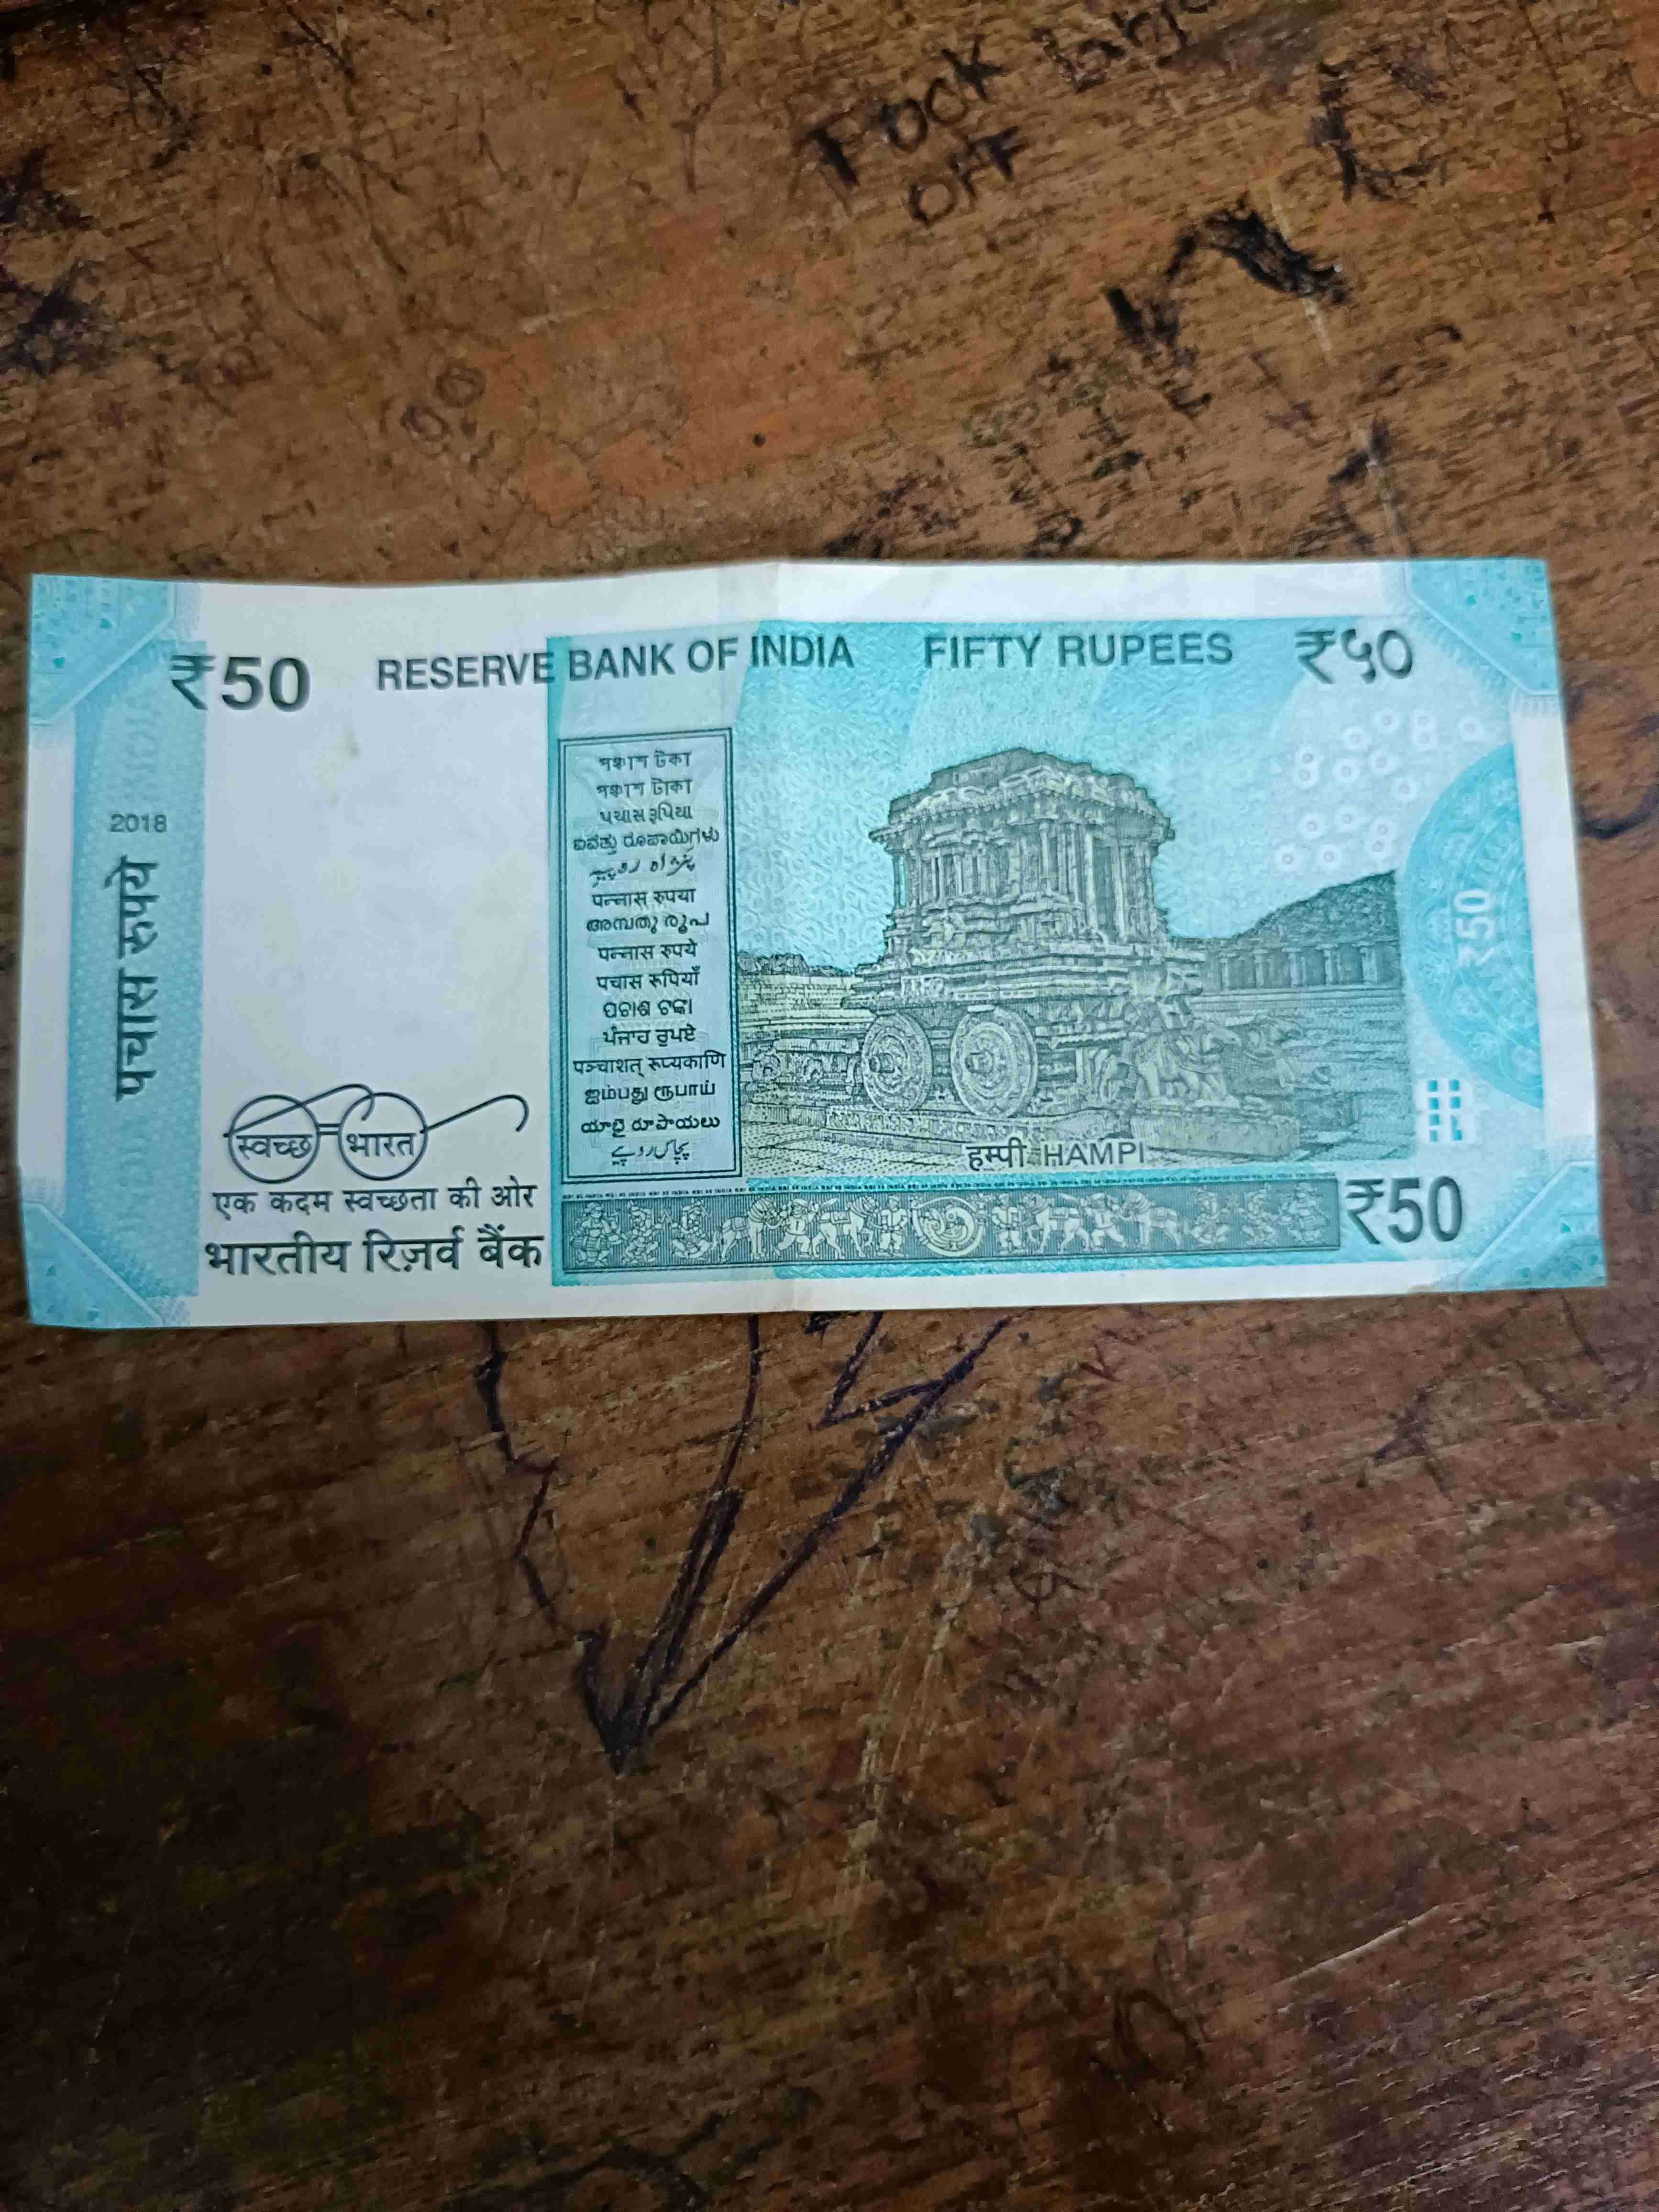 Fock
OFF
₹50
RESERVE BANK OF INDIA FIFTY RUPEES ₹५०
2018
पचास रुपये
পঞ্চাশ টকা
পঞ্চাশ টাকা
પચાસ રૂપિયા
ಐವತ್ತು ರೂಪಾಯಿಗಳು
पन्नास रुपया
അമ്പതു രൂപ
पन्नास रुपये
पचास रूपियाँ
ପଚାଶ ଟଙ୍କା
ਪੰਜਾਹ ਰੁਪਏ
पञ्चाशत् रूप्यकाणि
ஐம்பது ரூபாய்
యాభై రూపాయలు
پچاس روپے
₹50
स्वच्छ भारत
एक कदम स्वच्छता की ओर
भारतीय रिज़र्व बैंक
हम्पी HAMPI
₹50